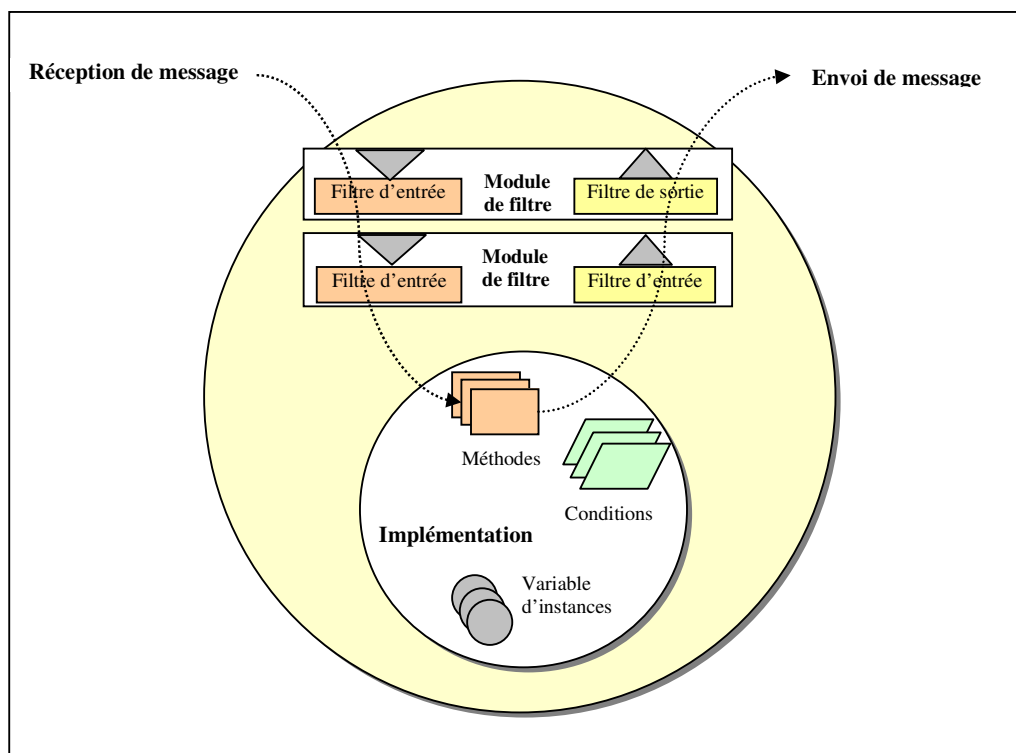 Réception de message
Envoi de message
Filtre d'entrée
Module
de filtre
Filtre de sortie
Filtre d'entrée
Module
de filtre
Filtre d'entrée
Méthodes
Conditions
Implémentation
Variable
d'instances